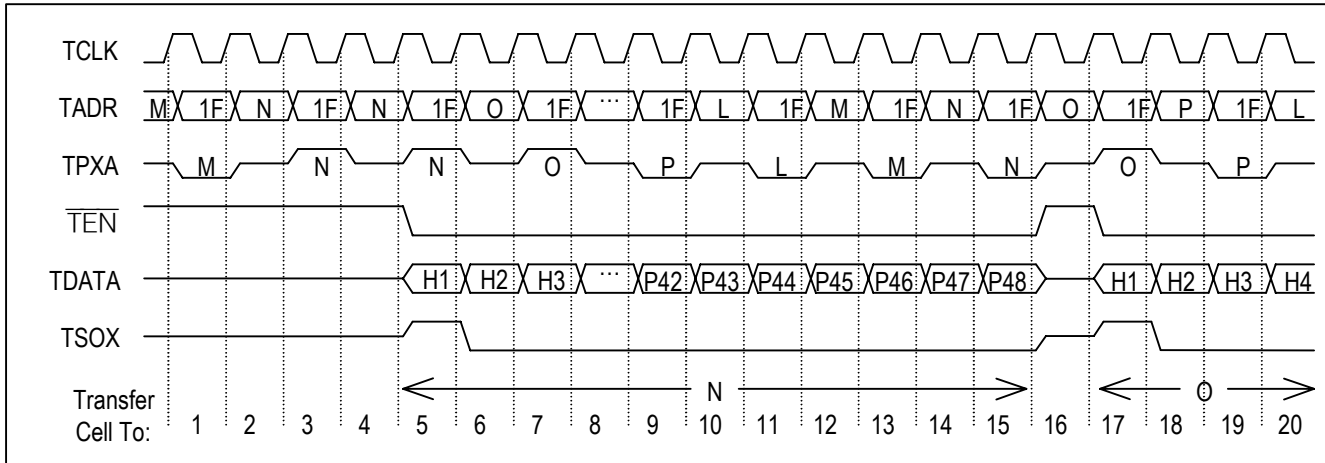 TCLK
TADR M 1F N 1F N 1F O 1F ... 1F L 1F M 1F N 1F O 1F P 1F L
TPXA M N N O P L M N O P
TEN
TDATA H1 H2 H3 ... P42 P43 P44 P45 P46 P47 P48 H1 H2 H3 H4
TSOX
N O
Transfer
Cell To: 1 2 3 4 5 6 7 8 9 10 11 12 13 14 15 16 17 18 19 20